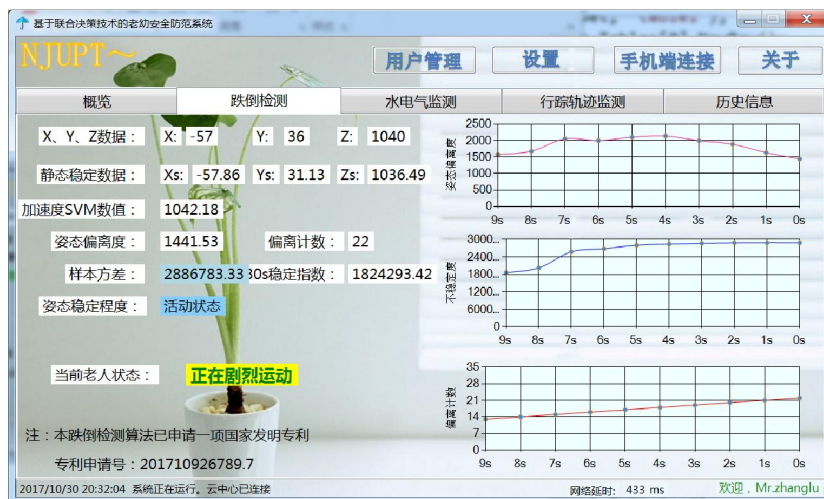 基于联合决策技术的老幼安全防范系统
NJUPT～
用户管理 设置 手机端连接 关于
概览 跌倒检测 水电气监测 行踪轨迹监测 历史信息
X、Y、Z数据： X: -57 Y: 36 Z: 1040
静态稳定数据： Xs: -57.86 Ys: 31.13 Zs: 1036.49
加速度SVM数值： 1042.18
姿态偏离度： 1441.53 偏离计数： 22
样本方差： 2886783.33 30s稳定指数： 1824293.42
姿态稳定程度： 活动状态
当前老人状态： 正在剧烈运动
注：本跌倒检测算法已申请一项国家发明专利
专利申请号：201710926789.7
姿态偏离度
2500
2000
1500
1000
500
0
9s 8s 7s 6s 5s 4s 3s 2s 1s 0s
不稳定度
3000...
2400...
1800...
1200...
6000...
0
9s 8s 7s 6s 5s 4s 3s 2s 1s 0s
偏离计数
35
28
21
14
7
0
9s 8s 7s 6s 5s 4s 3s 2s 1s 0s
2017/10/30 20:32:04 系统正在运行。云中心已连接 网络延时: 433 ms 欢迎，Mr.zhanglu